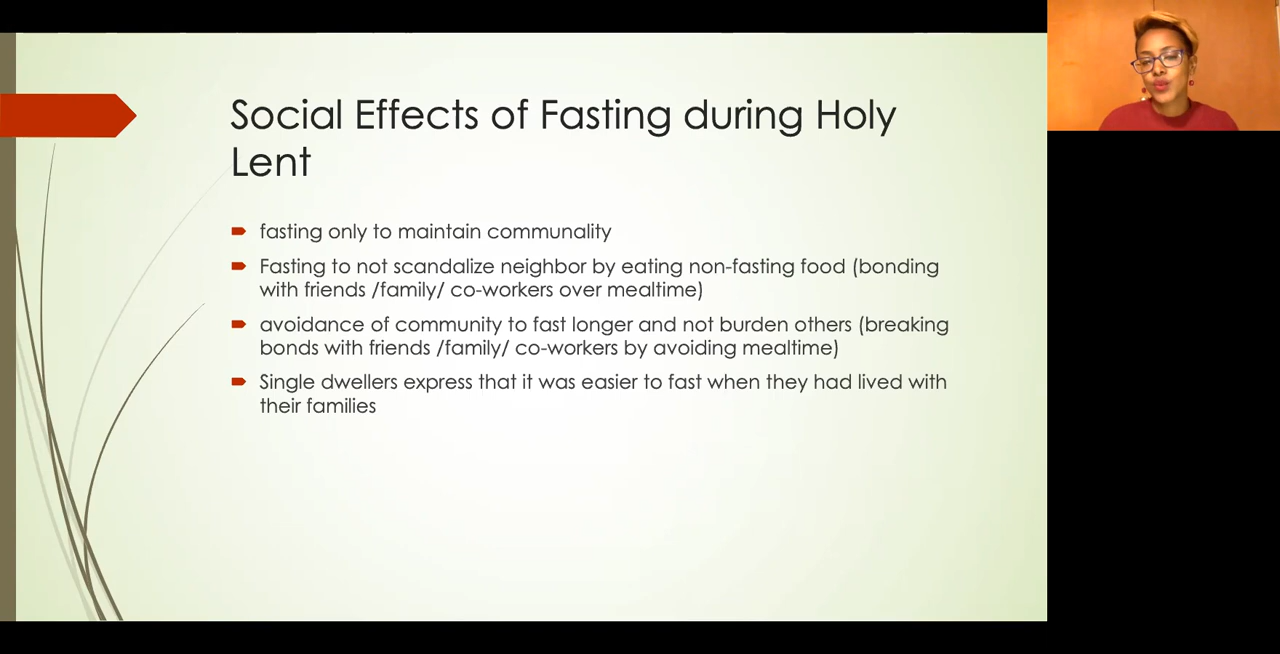 Social Effects of Fasting during Holy
Lent
fasting only to maintain communality
Fasting to not scandalize neighbor by eating non-fasting food (bonding
with friends /family/ co-workers over mealtime)
avoidance of community to fast longer and not burden others (breaking
bonds with friends /family/ co-workers by avoiding mealtime)
Single dwellers express that it was easier to fast when they had lived with
their families